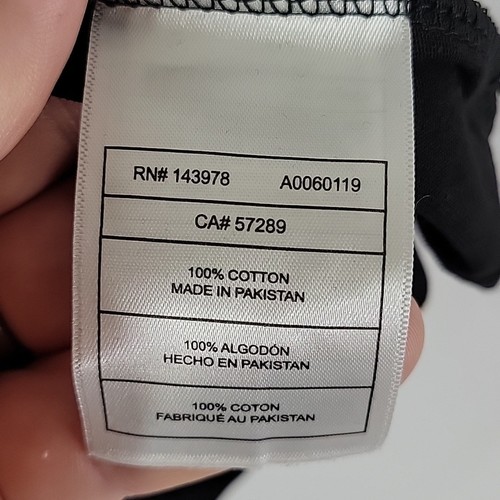 RN# 143978 A0060119
CA# 57289
100% COTTON
MADE IN PAKISTAN
100% ALGODÓN
HECHO EN PAKISTAN
100% COTON
FABRIQUÉ AU PAKISTAN